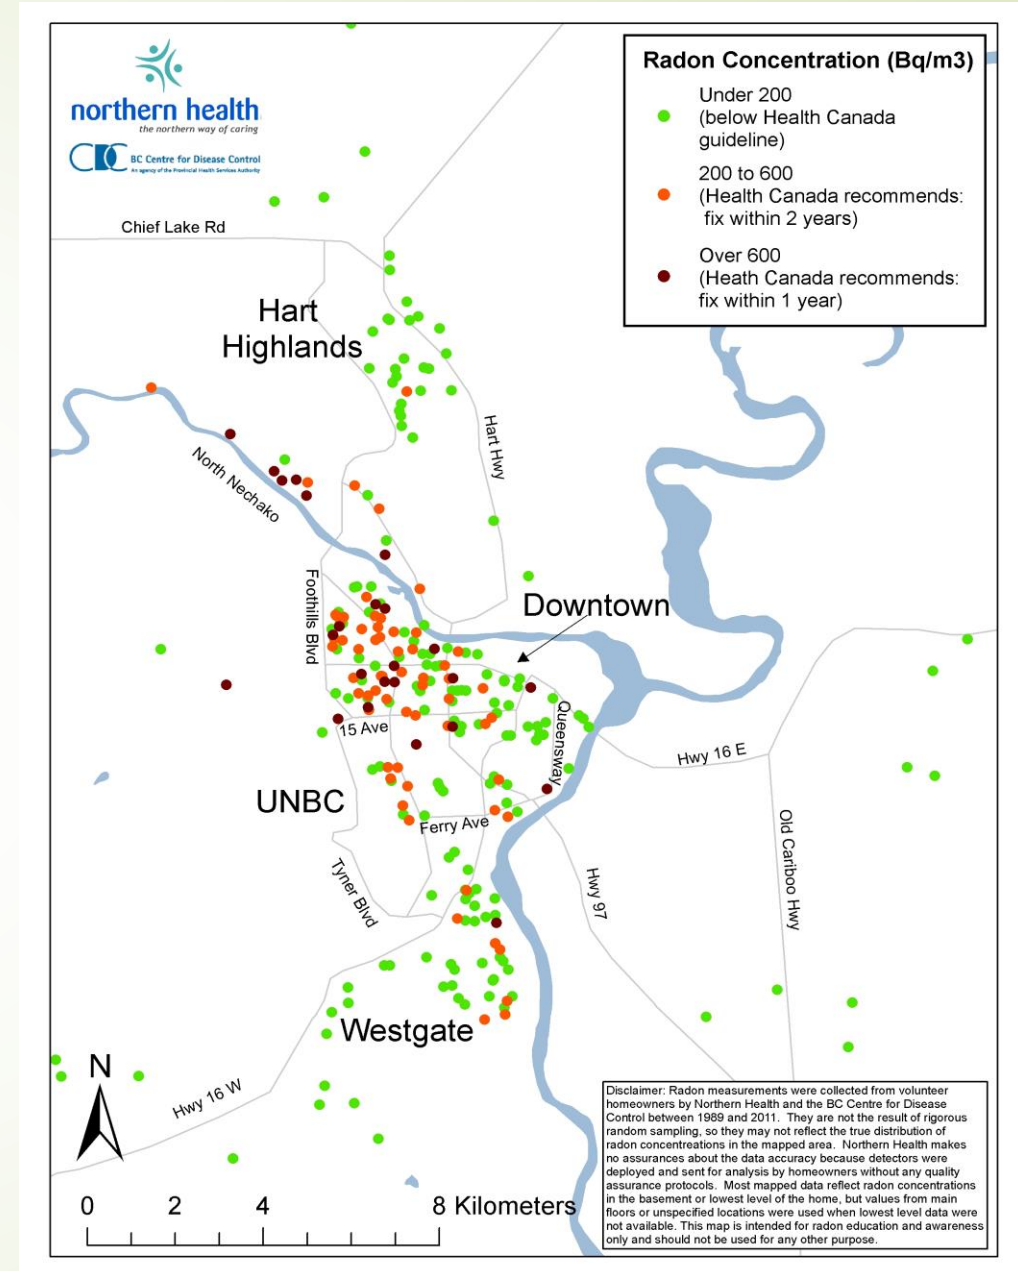 northern health
the northern way of caring
CDC BC Centre for Disease Control
An agency of the Provincial Health Services Authority
Radon Concentration (Bq/m3)
Under 200
(below Health Canada
guideline)
200 to 600
(Health Canada recommends:
fix within 2 years)
Over 600
(Heath Canada recommends:
fix within 1 year)
Chief Lake Rd
Hart
Highlands
Hart Hwy
North Nechako
Foothills Blvd
Downtown
15 Ave
Queensway
Hwy 16 E
UNBC
Ferry Ave
Old Cariboo Hwy
Tyner Blvd
Hwy 97
Westgate
N
Hwy 16 W
0 2 4 8 Kilometers
Disclaimer: Radon measurements were collected from volunteer
homeowners by Northern Health and the BC Centre for Disease
Control between 1989 and 2011. They are not the result of rigorous
random sampling, so they may not reflect the true distribution of
radon concentreations in the mapped area. Northern Health makes
no assurances about the data accuracy because detectors were
deployed and sent for analysis by homeowners without any quality
assurance protocols. Most mapped data reflect radon concentrations
in the basement or lowest level of the home, but values from main
floors or unspecified locations were used when lowest level data were
not available. This map is intended for radon education and awareness
only and should not be used for any other purpose.